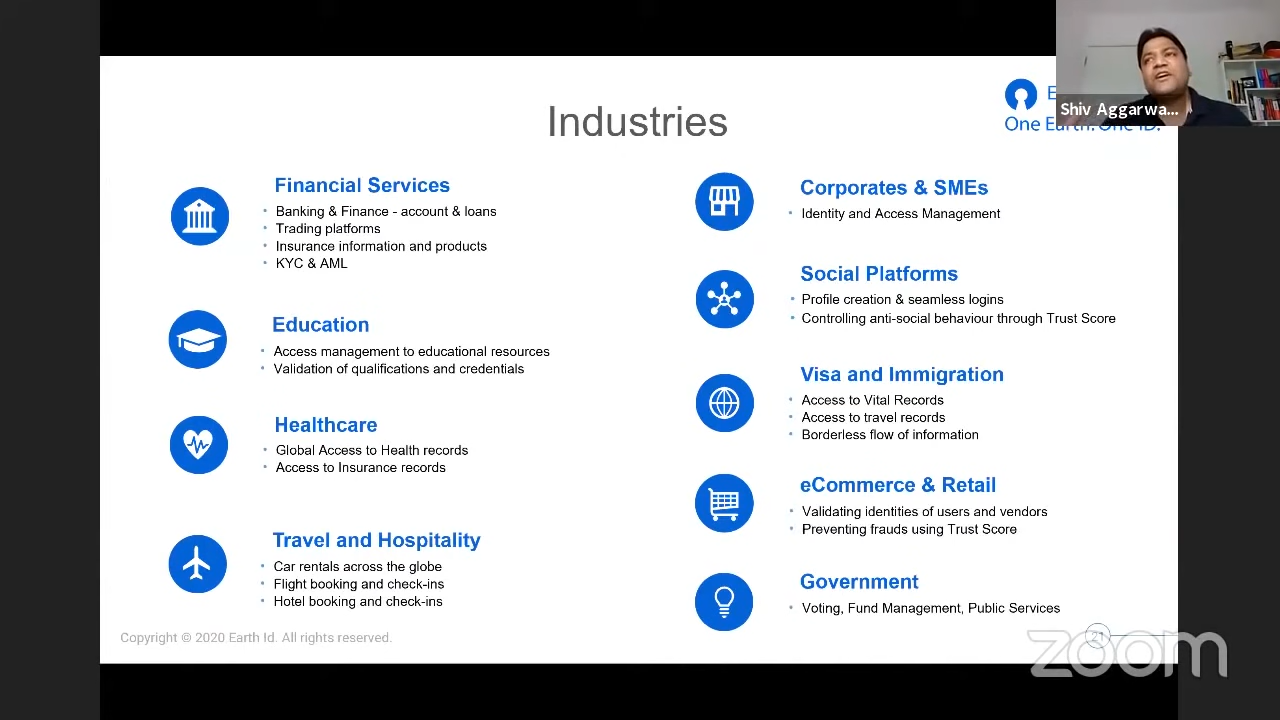 Industries
E
One Earth. One ID.
Shiv Aggarwa...
Financial Services
Banking & Finance - account & loans
Trading platforms
Insurance information and products
KYC & AML
Education
Access management to educational resources
Validation of qualifications and credentials
Healthcare
Global Access to Health records
Access to Insurance records
Travel and Hospitality
Car rentals across the globe
Flight booking and check-ins
Hotel booking and check-ins
Corporates & SMEs
Identity and Access Management
Social Platforms
Profile creation & seamless logins
Controlling anti-social behaviour through Trust Score
Visa and Immigration
Access to Vital Records
Access to travel records
Borderless flow of information
eCommerce & Retail
Validating identities of users and vendors
Preventing frauds using Trust Score
Government
Voting, Fund Management, Public Services
Copyright © 2020 Earth Id. All rights reserved.
21
zoom